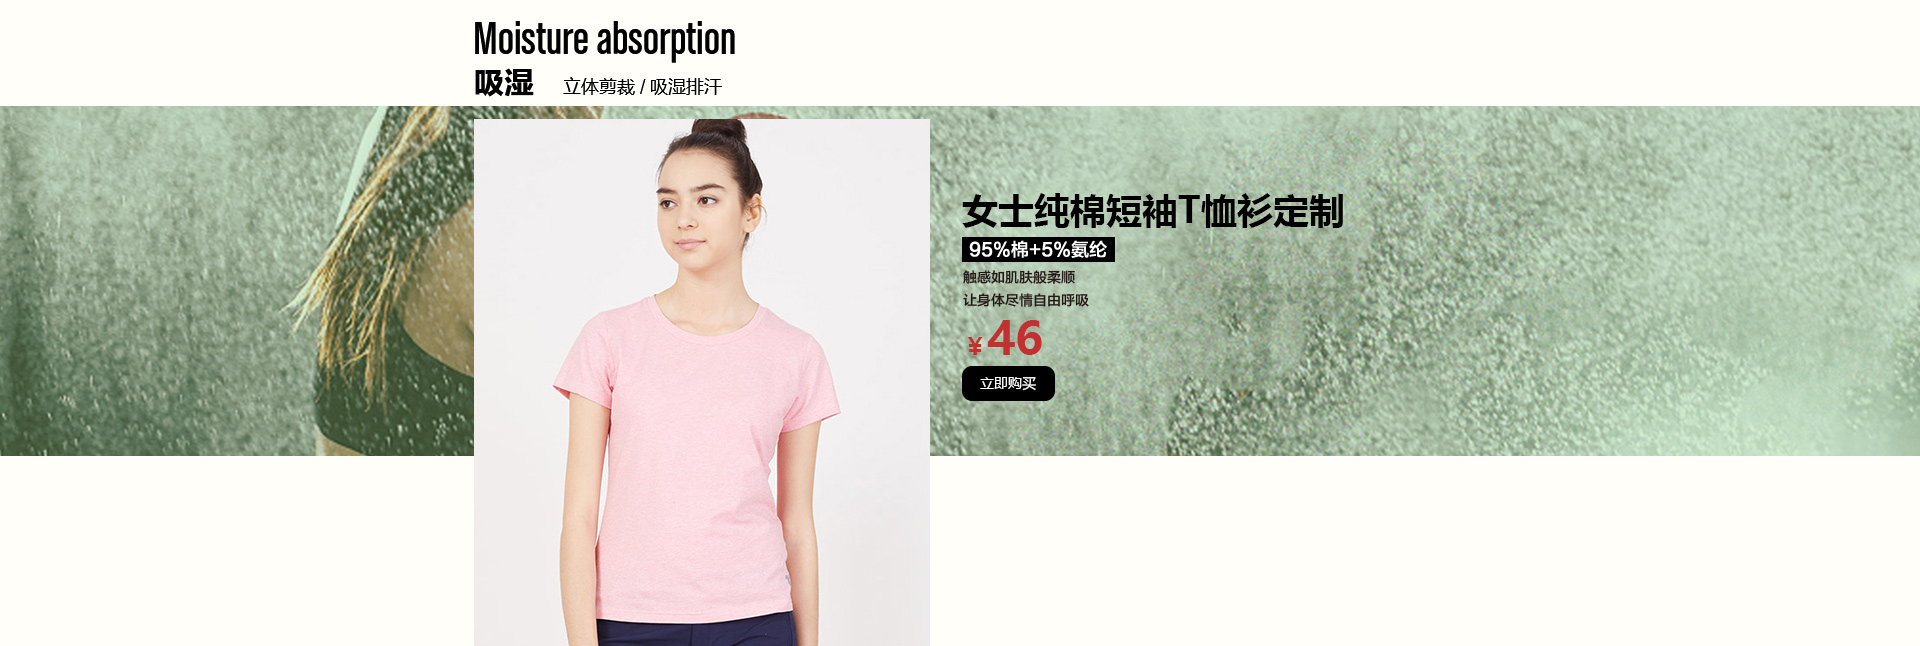 Moisture absorption
吸湿 立体剪裁 / 吸湿排汗
女士纯棉短袖T恤衫定制
95%棉+5%氨纶
触感如肌肤般柔顺
让身体尽情自由呼吸
¥46
立即购买